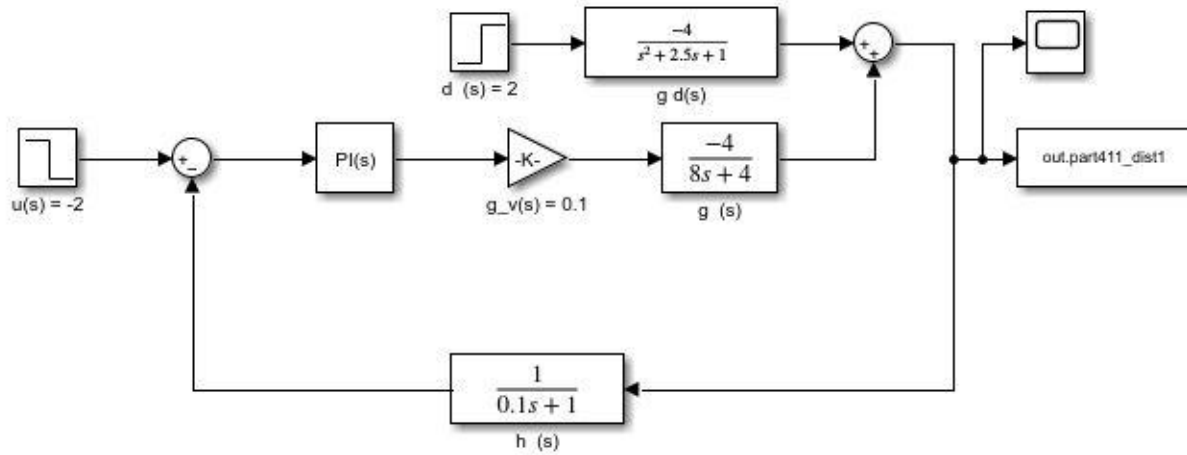 -4
s² + 2.5s + 1
d (s) = 2
g d(s)
+
+
u(s) = -2
+
−
PI(s)
-K-
g_v(s) = 0.1
-4
8s + 4
g (s)
out.part411_dist1
1
0.1s + 1
h (s)